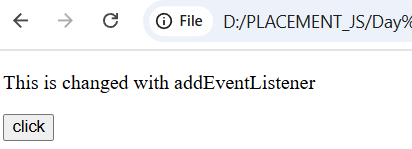 File D:/PLACEMENT_JS/Day%
This is changed with addEventListener
click